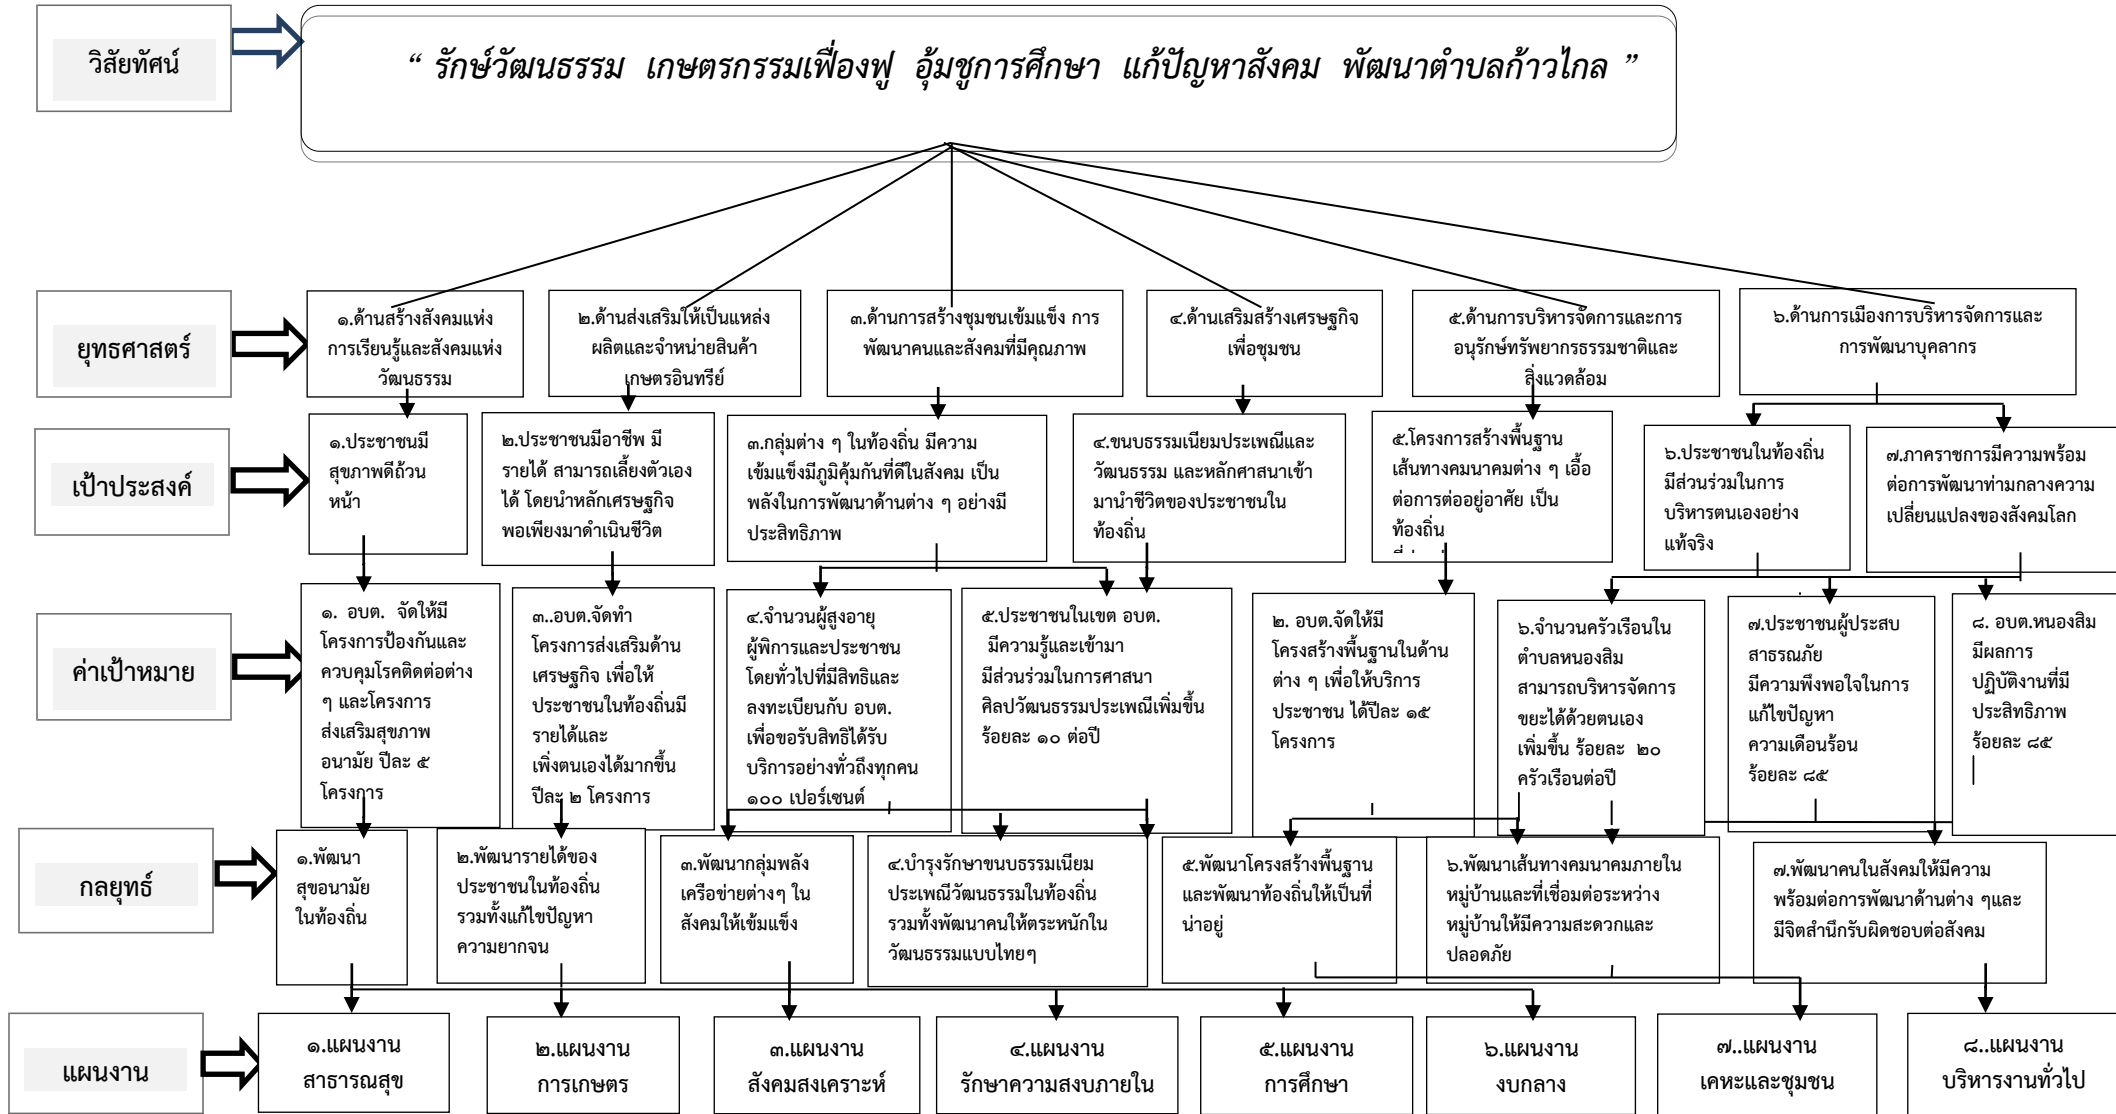 วิสัยทัศน์
“ รักษ์วัฒนธรรม เกษตรกรรมเฟื่องฟู อุ้มชูการศึกษา แก้ปัญหาสังคม พัฒนาตำบลก้าวไกล ”
ยุทธศาสตร์
๑.ด้านสร้างสังคมแห่ง
การเรียนรู้และสังคมแห่ง
วัฒนธรรม
๒.ด้านส่งเสริมให้เป็นแหล่ง
ผลิตและจำหน่ายสินค้า
เกษตรอินทรีย์
๓.ด้านการสร้างชุมชนเข้มแข็ง การ
พัฒนาคนและสังคมที่มีคุณภาพ
๔.ด้านเสริมสร้างเศรษฐกิจ
เพื่อชุมชน
๕.ด้านการบริหารจัดการและการ
อนุรักษ์ทรัพยากรธรรมชาติและ
สิ่งแวดล้อม
๖.ด้านการเมืองการบริหารจัดการและ
การพัฒนาบุคลากร
เป้าประสงค์
๑.ประชาชนมี
สุขภาพดีถ้วน
หน้า
๒.ประชาชนมีอาชีพ มี
รายได้ สามารถเลี้ยงตัวเอง
ได้ โดยนำหลักเศรษฐกิจ
พอเพียงมาดำเนินชีวิต
๓.กลุ่มต่าง ๆ ในท้องถิ่น มีความ
เข้มแข็งมีภูมิคุ้มกันที่ดีในสังคม เป็น
พลังในการพัฒนาด้านต่าง ๆ อย่างมี
ประสิทธิภาพ
๔.ขนบธรรมเนียมประเพณีและ
วัฒนธรรม และหลักศาสนาเข้า
มานำชีวิตของประชาชนใน
ท้องถิ่น
๕.โครงการสร้างพื้นฐาน
เส้นทางคมนาคมต่าง ๆ เอื้อ
ต่อการต่ออยู่อาศัย เป็น
ท้องถิ่น
๖.ประชาชนในท้องถิ่น
มีส่วนร่วมในการ
บริหารตนเองอย่าง
แท้จริง
๗.ภาคราชการมีความพร้อม
ต่อการพัฒนาท่ามกลางความ
เปลี่ยนแปลงของสังคมโลก
ค่าเป้าหมาย
๑. อบต. จัดให้มี
โครงการป้องกันและ
ควบคุมโรคติดต่อต่าง
ๆ และโครงการ
ส่งเสริมสุขภาพ
อนามัย ปีละ ๕
โครงการ
๓..อบต.จัดทำ
โครงการส่งเสริมด้าน
เศรษฐกิจ เพื่อให้
ประชาชนในท้องถิ่นมี
รายได้และ
เพิ่งตนเองได้มากขึ้น
ปีละ ๒ โครงการ
๔.จำนวนผู้สูงอายุ
ผู้พิการและประชาชน
โดยทั่วไปที่มีสิทธิและ
ลงทะเบียนกับ อบต.
เพื่อขอรับสิทธิได้รับ
บริการอย่างทั่วถึงทุกคน
๑๐๐ เปอร์เซนต์
๕.ประชาชนในเขต อบต.
มีความรู้และเข้ามา
มีส่วนร่วมในการศาสนา
ศิลปวัฒนธรรมประเพณีเพิ่มขึ้น
ร้อยละ ๑๐ ต่อปี
๒. อบต.จัดให้มี
โครงสร้างพื้นฐานในด้าน
ต่าง ๆ เพื่อให้บริการ
ประชาชน ได้ปีละ ๑๕
โครงการ
๖.จำนวนครัวเรือนใน
ตำบลหนองสิม
สามารถบริหารจัดการ
ขยะได้ด้วยตนเอง
เพิ่มขึ้น ร้อยละ ๒๐
ครัวเรือนต่อปี
๗.ประชาชนผู้ประสบ
สาธรณภัย
มีความพึงพอใจในการ
แก้ไขปัญหา
ความเดือนร้อน
ร้อยละ ๘๕
๘. อบต.หนองสิม
มีผลการ
ปฏิบัติงานที่มี
ประสิทธิภาพ
ร้อยละ ๘๕
กลยุทธ์
๑.พัฒนา
สุขอนามัย
ในท้องถิ่น
๒.พัฒนารายได้ของ
ประชาชนในท้องถิ่น
รวมทั้งแก้ไขปัญหา
ความยากจน
๓.พัฒนากลุ่มพลัง
เครือข่ายต่างๆ ใน
สังคมให้เข้มแข็ง
๔.บำรุงรักษาขนบธรรมเนียม
ประเพณีวัฒนธรรมในท้องถิ่น
รวมทั้งพัฒนาคนให้ตระหนักใน
วัฒนธรรมแบบไทยๆ
๕.พัฒนาโครงสร้างพื้นฐาน
และพัฒนาท้องถิ่นให้เป็นที่
น่าอยู่
๖.พัฒนาเส้นทางคมนาคมภายใน
หมู่บ้านและที่เชื่อมต่อระหว่าง
หมู่บ้านให้มีความสะดวกและ
ปลอดภัย
๗.พัฒนาคนในสังคมให้มีความ
พร้อมต่อการพัฒนาด้านต่าง ๆและ
มีจิตสำนึกรับผิดชอบต่อสังคม
แผนงาน
๑.แผนงาน
สาธารณสุข
๒.แผนงาน
การเกษตร
๓.แผนงาน
สังคมสงเคราะห์
๔.แผนงาน
รักษาความสงบภายใน
๕.แผนงาน
การศึกษา
๖.แผนงาน
งบกลาง
๗..แผนงาน
เคหะและชุมชน
๘..แผนงาน
บริหารงานทั่วไป